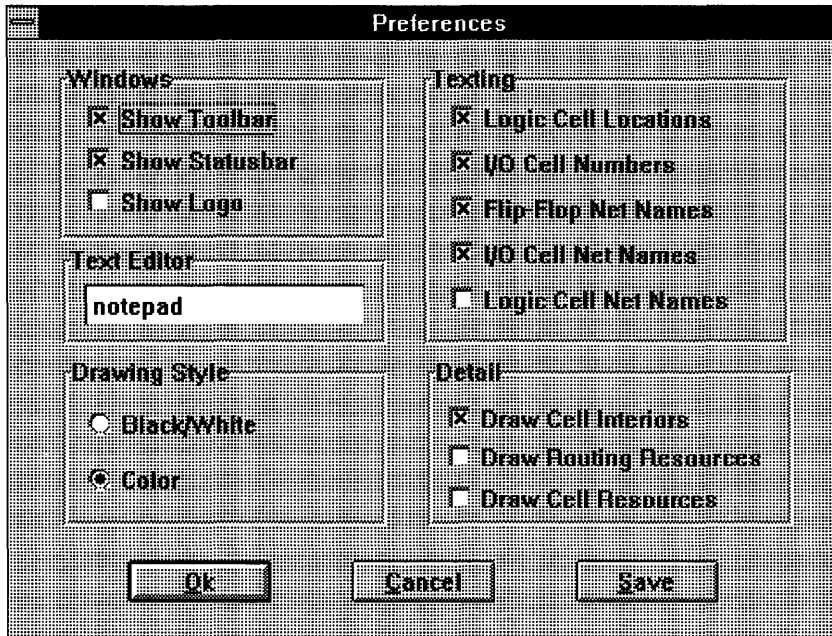 Preferences
Windows
Show Toolbar
Show Statusbar
Show Logo
Text Editor
notepad
Drawing Style
Black/White
Color
Texting
Logic Cell Locations
I/O Cell Numbers
Flip-Flop Net Names
I/O Cell Net Names
Logic Cell Net Names
Detail
Draw Cell Interiors
Draw Routing Resources
Draw Cell Resources
Ok Cancel Save